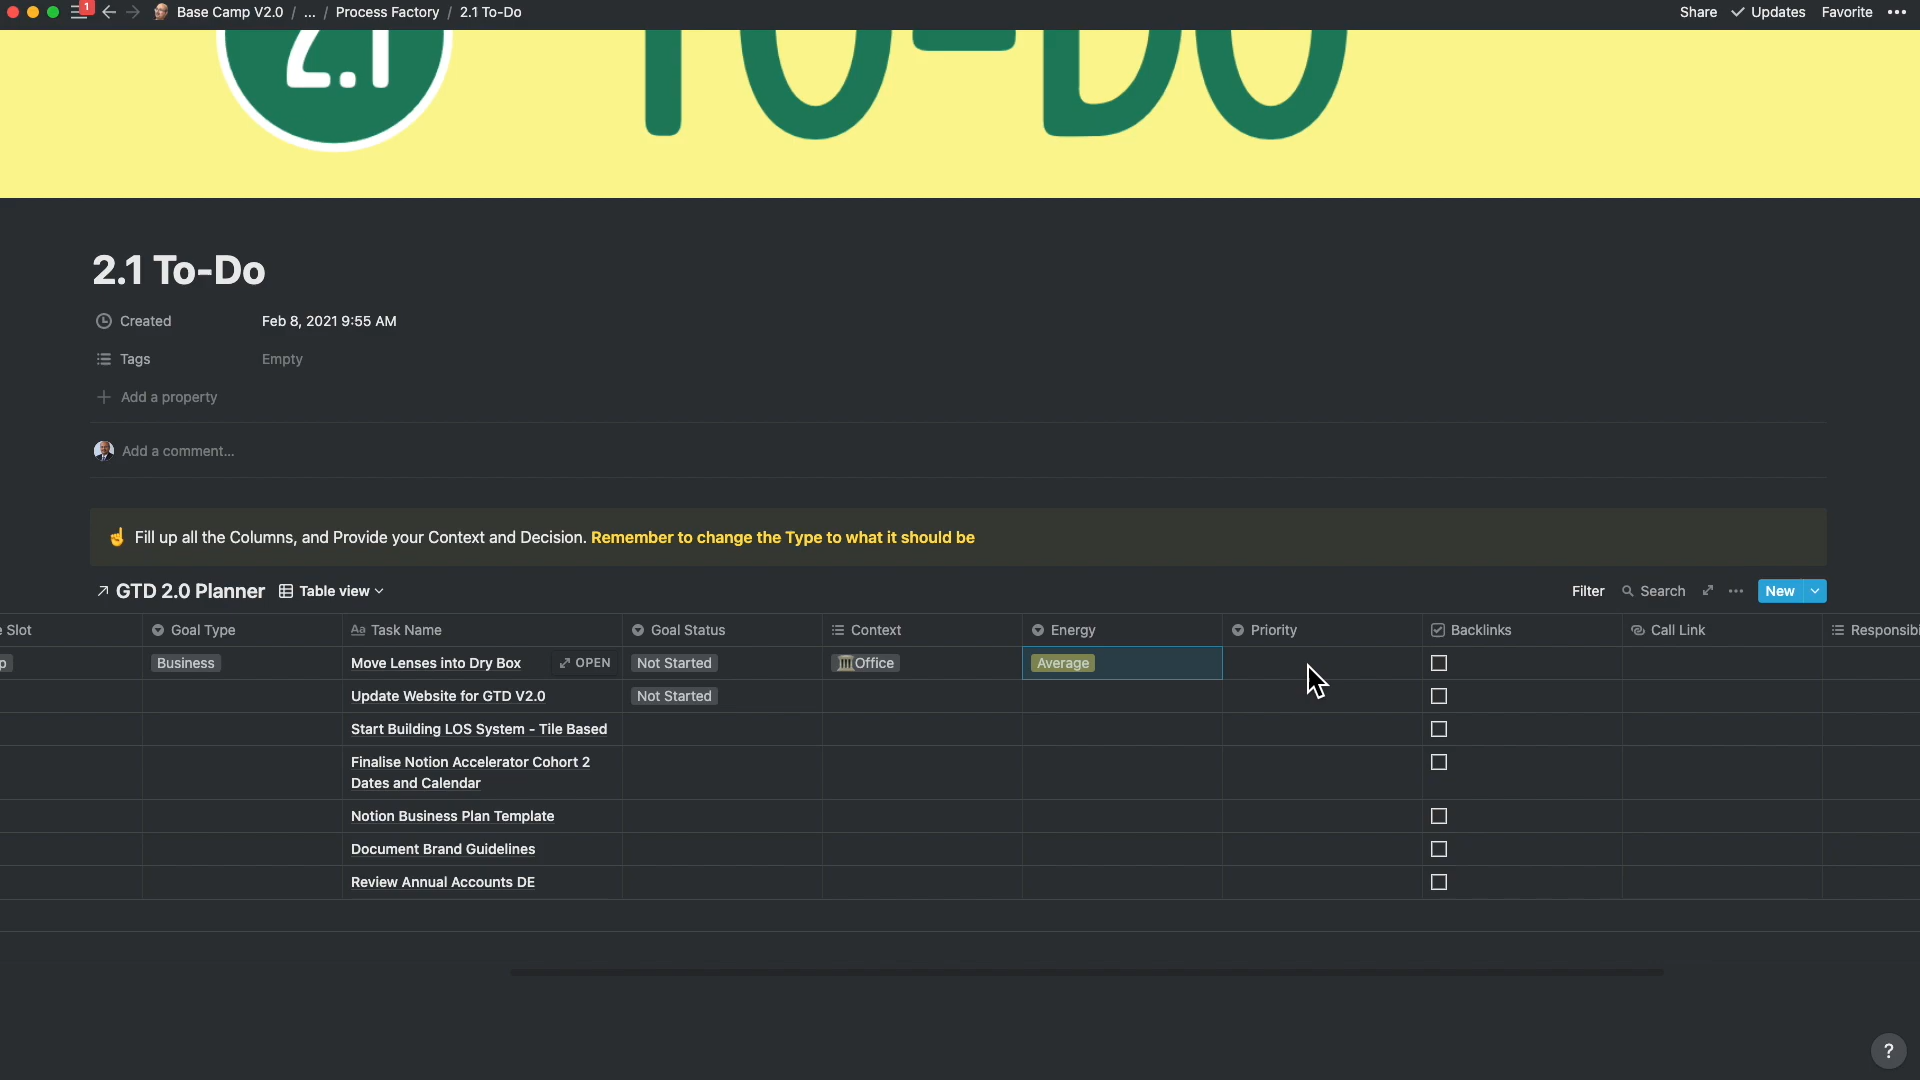 1
Base Camp V2.0 / ... / Process Factory / 2.1 To-Do
Share ✓ Updates Favorite •••
2.1 TO-DO
2.1 To-Do
Created Feb 8, 2021 9:55 AM
Tags Empty
Add a property
Add a comment...
☝ Fill up all the Columns, and Provide your Context and Decision. Remember to change the Type to what it should be
GTD 2.0 Planner Table view
Filter Search ••• New
Slot Goal Type Aa Task Name Goal Status Context Energy Priority Backlinks Call Link Responsibi
p Business Move Lenses into Dry Box OPEN Not Started 🏛Office Average
Update Website for GTD V2.0 Not Started
Start Building LOS System - Tile Based
Finalise Notion Accelerator Cohort 2
Dates and Calendar
Notion Business Plan Template
Document Brand Guidelines
Review Annual Accounts DE
?